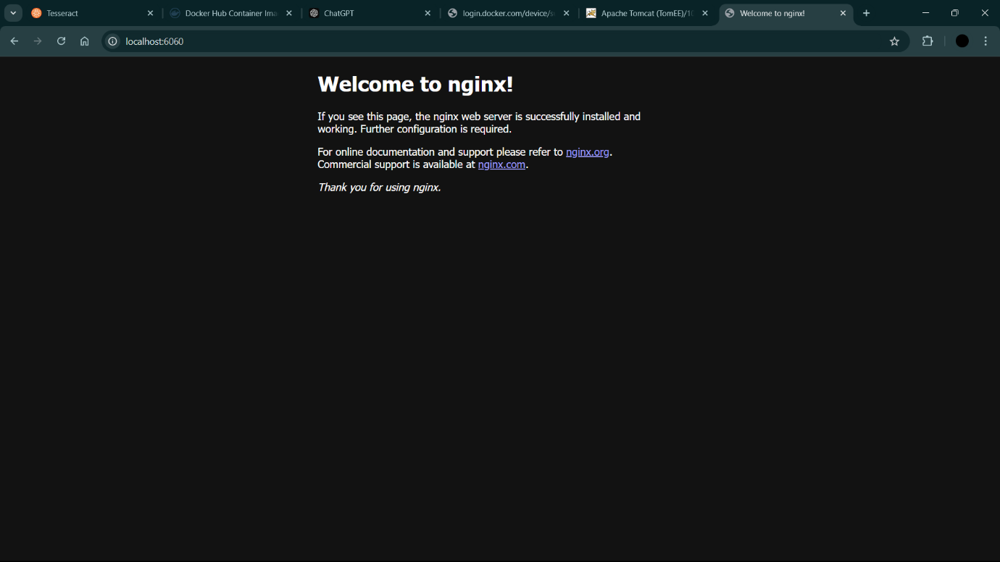 Tesseract
Docker Hub Container Ima
ChatGPT
login.docker.com/device/s
Apache Tomcat (TomEE)/10
Welcome to nginx!
localhost:6060
Welcome to nginx!
If you see this page, the nginx web server is successfully installed and
working. Further configuration is required.
For online documentation and support please refer to nginx.org.
Commercial support is available at nginx.com.
Thank you for using nginx.